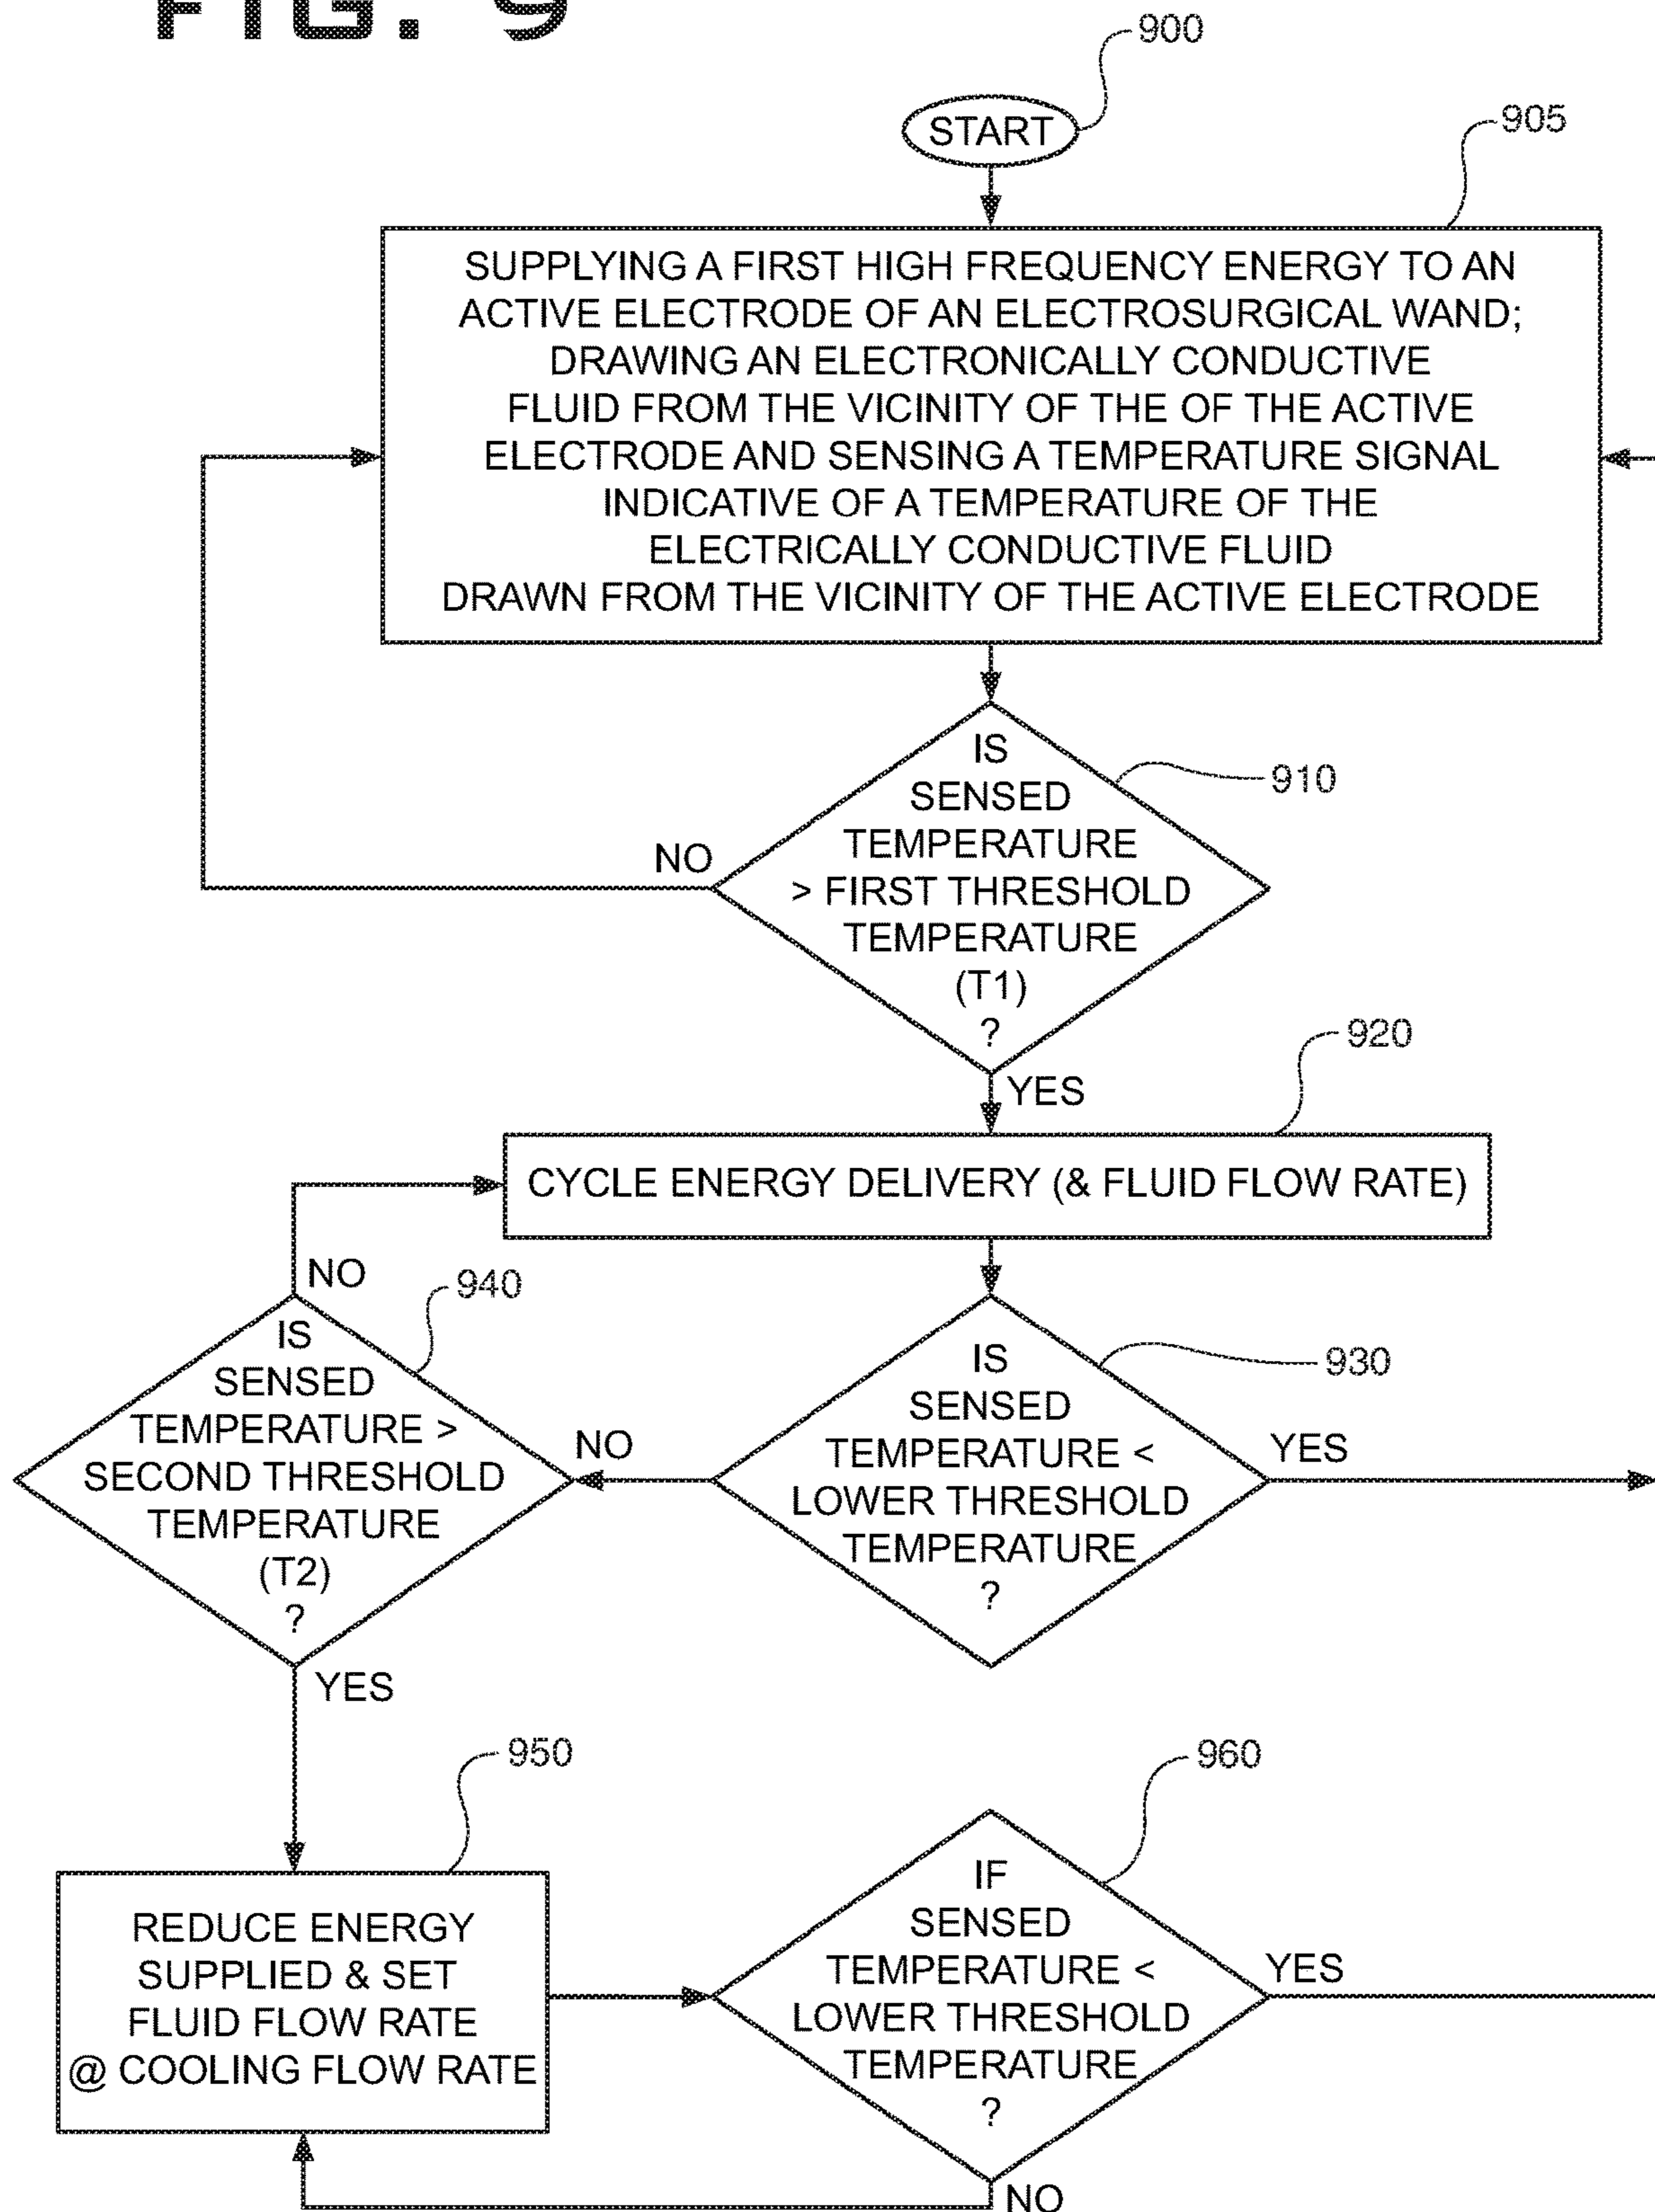 FIG. 9
900
START
905
SUPPLYING A FIRST HIGH FREQUENCY ENERGY TO AN
ACTIVE ELECTRODE OF AN ELECTROSURGICAL WAND;
DRAWING AN ELECTRONICALLY CONDUCTIVE
FLUID FROM THE VICINITY OF THE OF THE ACTIVE
ELECTRODE AND SENSING A TEMPERATURE SIGNAL
INDICATIVE OF A TEMPERATURE OF THE
ELECTRICALLY CONDUCTIVE FLUID
DRAWN FROM THE VICINITY OF THE ACTIVE ELECTRODE
IS
SENSED
TEMPERATURE
> FIRST THRESHOLD
TEMPERATURE
(T1)
?
910
NO
YES
920
CYCLE ENERGY DELIVERY (& FLUID FLOW RATE)
NO
940
IS
SENSED
TEMPERATURE >
SECOND THRESHOLD
TEMPERATURE
(T2)
?
NO
IS
SENSED
TEMPERATURE <
LOWER THRESHOLD
TEMPERATURE
?
930
YES
YES
950
REDUCE ENERGY
SUPPLIED & SET
FLUID FLOW RATE
@ COOLING FLOW RATE
960
IF
SENSED
TEMPERATURE <
LOWER THRESHOLD
TEMPERATURE
?
YES
NO